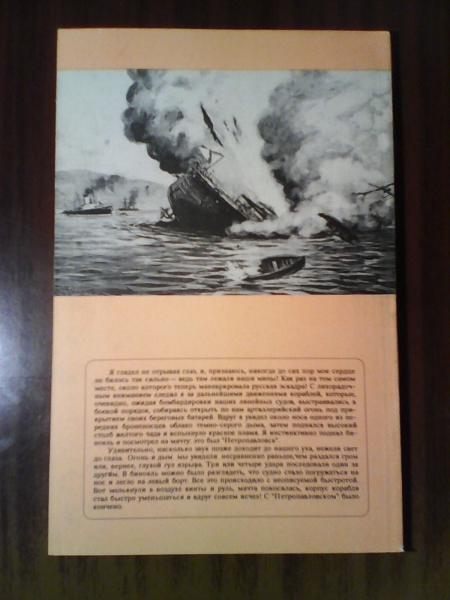 Я глядел не отрывая глаз, и, признаюсь, никогда до сих пор мое сердце
не билось так сильно — ведь там лежали наши мины! Как раз на том самом
месте, около которого теперь маневрировала русская эскадра! С лихорадоч-
ным вниманием следил я за дальнейшими движениями кораблей, которые,
очевидно, ожидая бомбардировки наших линейных судов, выстраивались в
боевой порядок, собираясь открыть по нам артиллерийский огонь под при-
крытием своих береговых батарей. Вдруг я увидел около носа одного из пе-
редних броненосцев облако темно-серого дыма, затем поднялся высокий
столб желтого чада и вспыхнуло красное пламя. Я инстинктивно поднял би-
нокль и посмотрел на мачту: это был "Петропавловск".
Удивительно, насколько звук позже доходит до нашего уха, нежели свет
до глаза. Огонь и дым мы увидели несравненно раньше, чем раздался гром
или, вернее, глухой гул взрыва. Три или четыре удара последовали один за
другим. В бинокль можно было разглядеть, что судно стало погружаться на
нос и легло на левый борт. Все это происходило с неописуемой быстротой.
Вот мелькнули в воздухе винты и руль, мачта покосилась, корпус корабля
стал быстро уменьшаться и вдруг совсем исчез! С "Петропавловском" было
кончено.